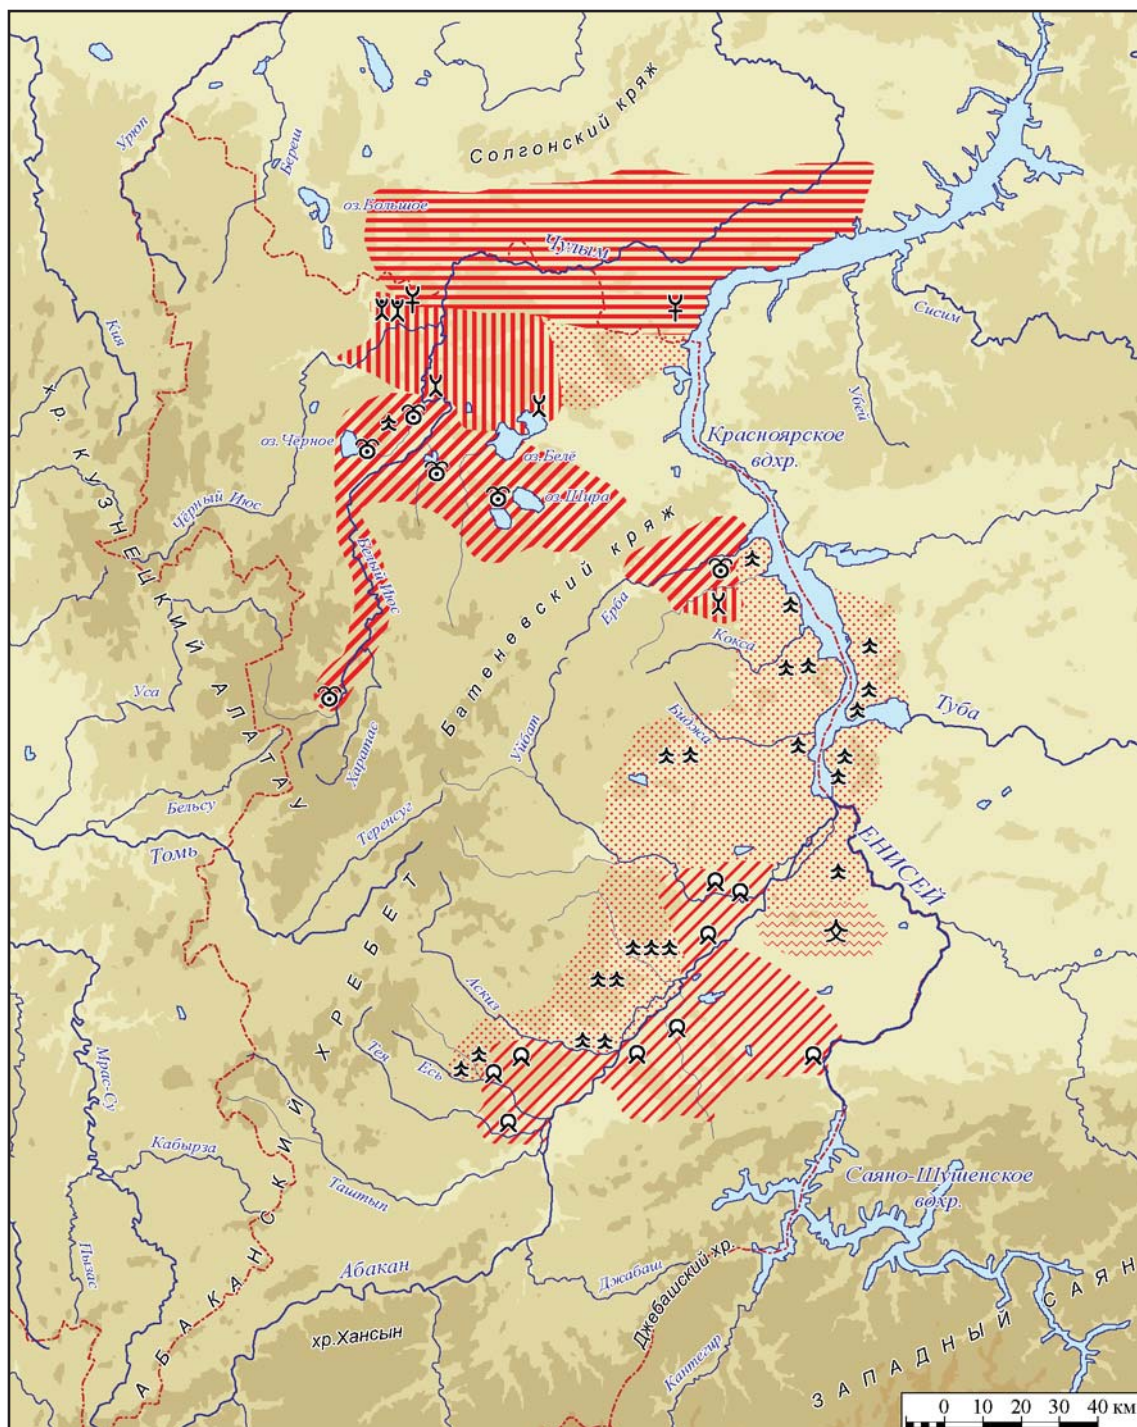 Солгонский кряж
Урюп
Береш
оз.Большое
Чулым
Кия
Сисим
Убей
хр. КУЗНЕЦКИЙ АЛАТАУ
оз.Чёрное
Красноярское
вдхр.
оз.Белё
оз.Шира
Чёрный Июс
Белый Июс
Батеневский кряж
Ерба
Кокса
Уса
Харатас
Уйбат
Биджа
Туба
Бельсу
Теренсуг
Томь
ЕНИСЕЙ
АБАКАНСКИЙ ХРЕБЕТ
Аскиз
Тея
Есь
Мрас-Су
Кабырза
Таштып
Саяно-Шушенское
вдхр.
Пызас
Абакан
Джабаш
Джебашский хр.
хр.Хансын
Кантегир
ЗАПАДНЫЙ САЯН
0 10 20 30 40 км